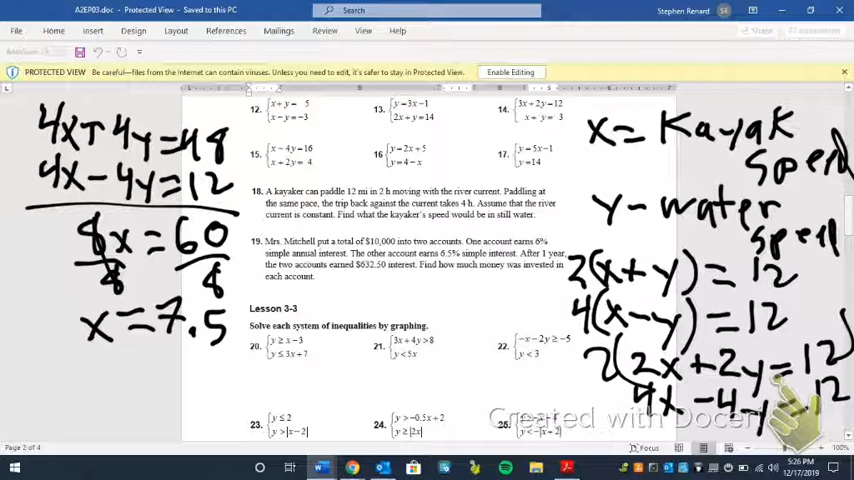 A2EP03.doc - Protected View - Saved to this PC
Search
Stephen Renard
SR
File Home Insert Draw Design Layout References Mailings Review View Help
Share
Comments
AutoSave
PROTECTED VIEW Be careful—files from the Internet can contain viruses. Unless you need to edit, it's safer to stay in Protected View.
Enable Editing
12. x + y = 5
x – y = –3
13. y = 3x – 1
2x + y = 14
14. 3x + 2y = 12
x + y = 3
15. x – 4y = 16
x + 2y = 4
16 y = 2x + 5
y = 4 – x
17. y = 5x – 1
y = 14
18. A kayaker can paddle 12 mi in 2 h moving with the river current. Paddling at
the same pace, the trip back against the current takes 4 h. Assume that the river
current is constant. Find what the kayaker's speed would be in still water.
19. Mrs. Mitchell put a total of $10,000 into two accounts. One account earns 6%
simple annual interest. The other account earns 6.5% simple interest. After 1 year,
the two accounts earned $632.50 interest. Find how much money was invested in
each account.
Lesson 3-3
Solve each system of inequalities by graphing.
20. y ≥ x – 3
y ≤ 3x + 7
21. 3x + 4y > 8
y < 5x
22. –x – 2y ≥ –5
y < 3
23. y ≤ 2
y > |x – 2|
24. y > –0.5x + 2
y ≥ |2x|
25.
4x+4y=48
4x-4y=12
8x=60
8 8
x=7.5
x=Kayak
speed
y-water
speed
2(x+y)=12
4(x-y)=12
2(2x+2y=12)
4x-4y=12
Created with Doceri
Page 2 of 4
Focus
100%
5:26 PM
12/17/2019